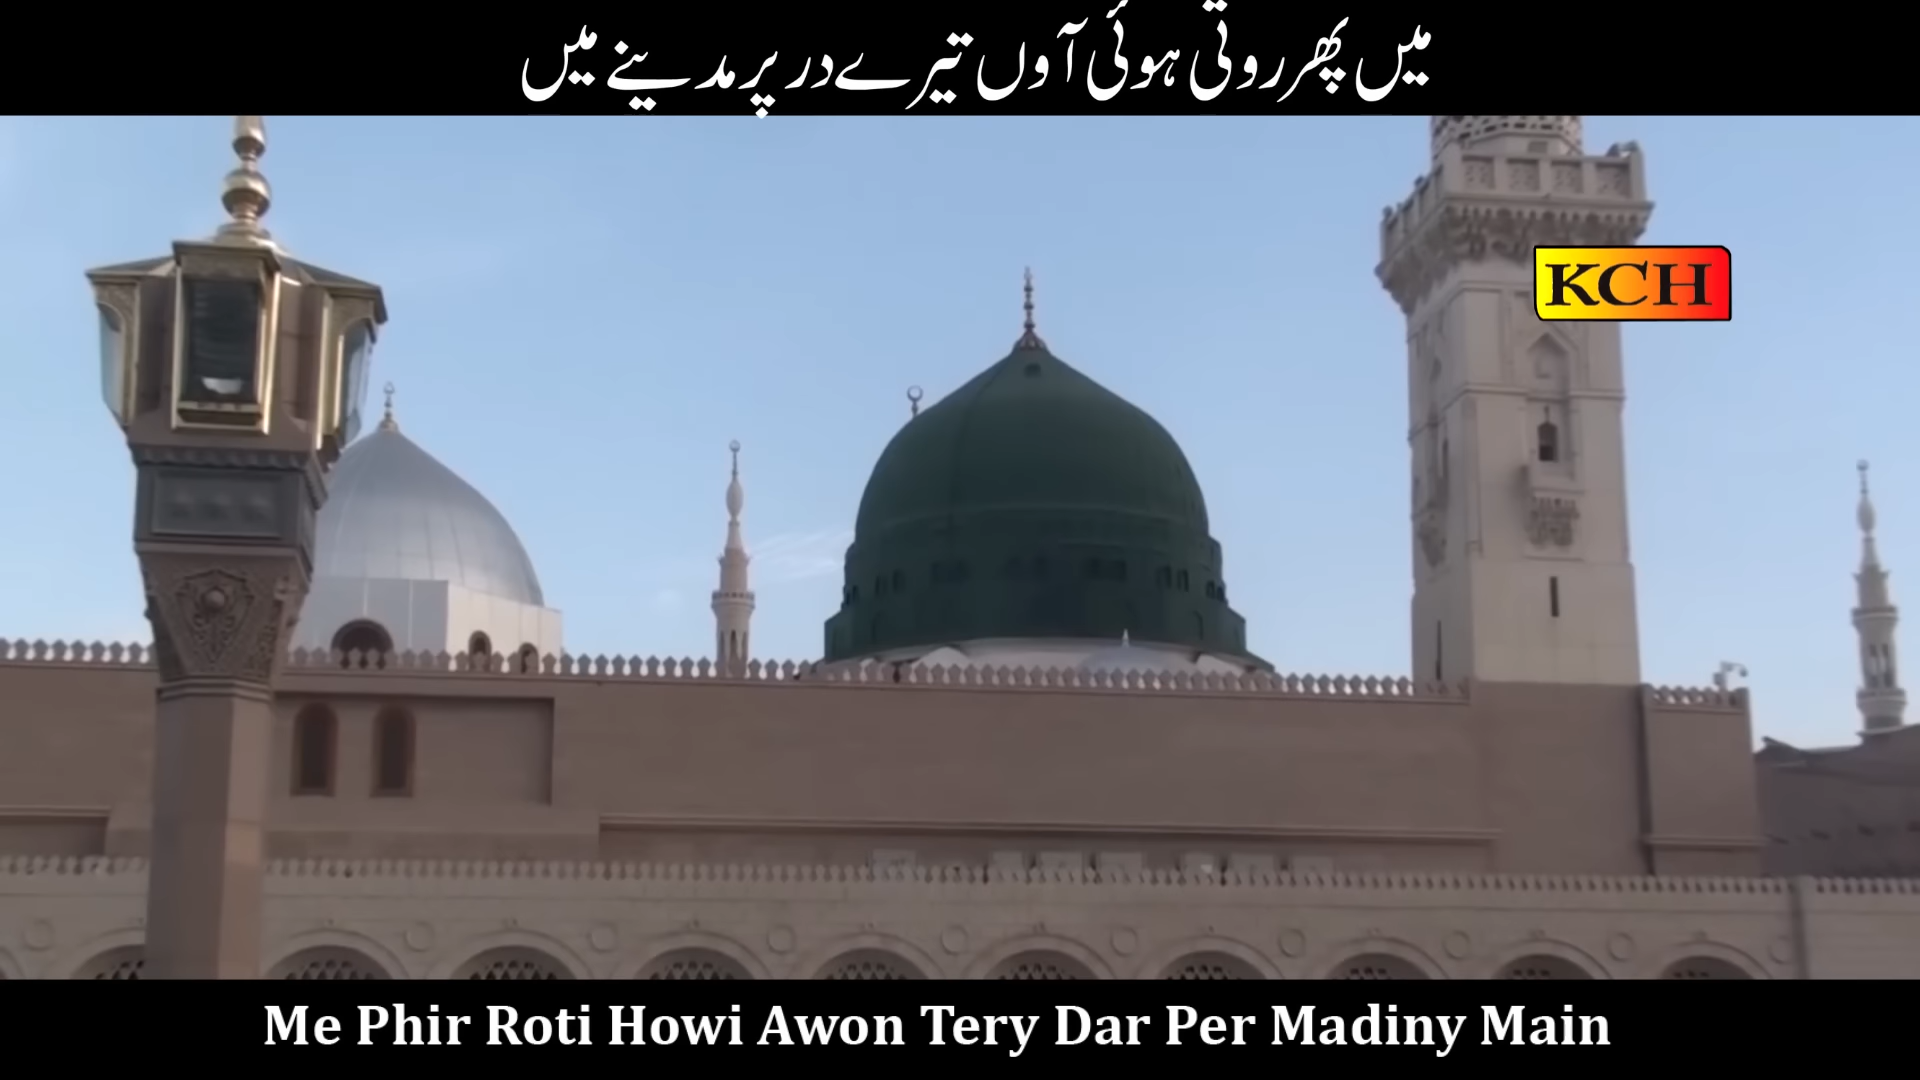 میں پھر روتی ہوئی آوں تیرے در پر مدینے میں
KCH
Me Phir Roti Howi Awon Tery Dar Per Madiny Main